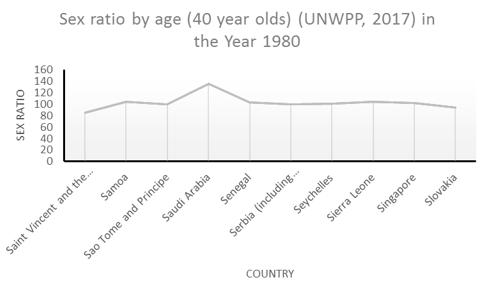 Sex ratio by age (40 year olds) (UNWPP, 2017) in
the Year 1980
160
140
120
100
80
60
40
20
0
SEX RATIO
Saint Vincent and the...
Samoa
Sao Tome and Principe
Saudi Arabia
Senegal
Serbia (including...
Seychelles
Sierra Leone
Singapore
Slovakia
COUNTRY